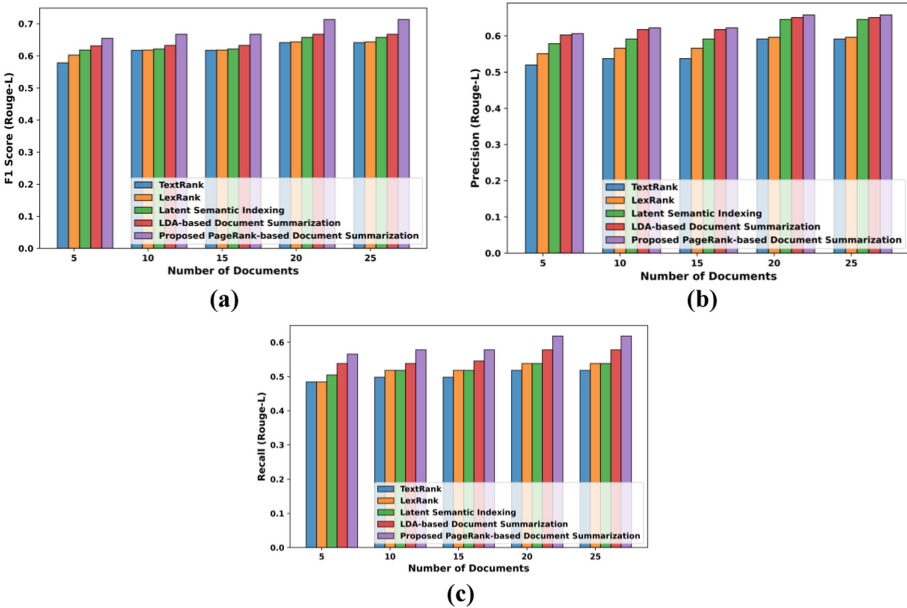 0.7
0.6
0.5
0.4
0.3
0.2
0.1
0.0
F1 Score (Rouge-L)
TextRank
LexRank
Latent Semantic Indexing
LDA-based Document Summarization
Proposed PageRank-based Document Summarization
5 10 15 20 25
Number of Documents
(a)
0.6
0.5
0.4
0.3
0.2
0.1
0.0
Precision (Rouge-L)
TextRank
LexRank
Latent Semantic Indexing
LDA-based Document Summarization
Proposed PageRank-based Document Summarization
5 10 15 20 25
Number of Documents
(b)
0.6
0.5
0.4
0.3
0.2
0.1
0.0
Recall (Rouge-L)
TextRank
LexRank
Latent Semantic Indexing
LDA-based Document Summarization
Proposed PageRank-based Document Summarization
5 10 15 20 25
Number of Documents
(c)